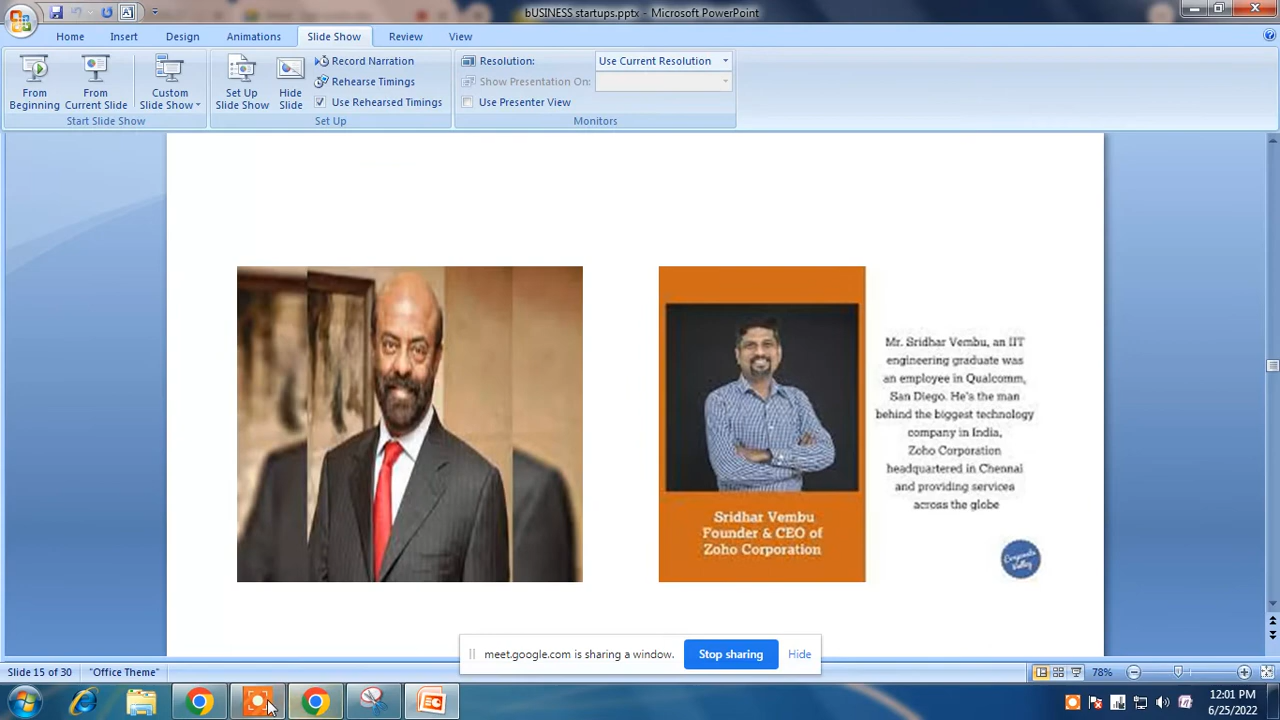 bUSINESS startups.pptx - Microsoft PowerPoint
Home Insert Design Animations Slide Show Review View
From Beginning
From Current Slide
Custom Slide Show
Start Slide Show
Set Up Slide Show
Hide Slide
Record Narration
Rehearse Timings
Use Rehearsed Timings
Set Up
Resolution: Use Current Resolution
Show Presentation On:
Use Presenter View
Monitors
Sridhar Vembu
Founder & CEO of
Zoho Corporation
Mr. Sridhar Vembu, an IIT
engineering graduate was
an employee in Qualcomm,
San Diego. He's the man
behind the biggest technology
company in India,
Zoho Corporation
headquartered in Chennai
and providing services
across the globe
Corporate
Valley
meet.google.com is sharing a window. Stop sharing Hide
Slide 15 of 30 "Office Theme" 78%
12:01 PM
6/25/2022